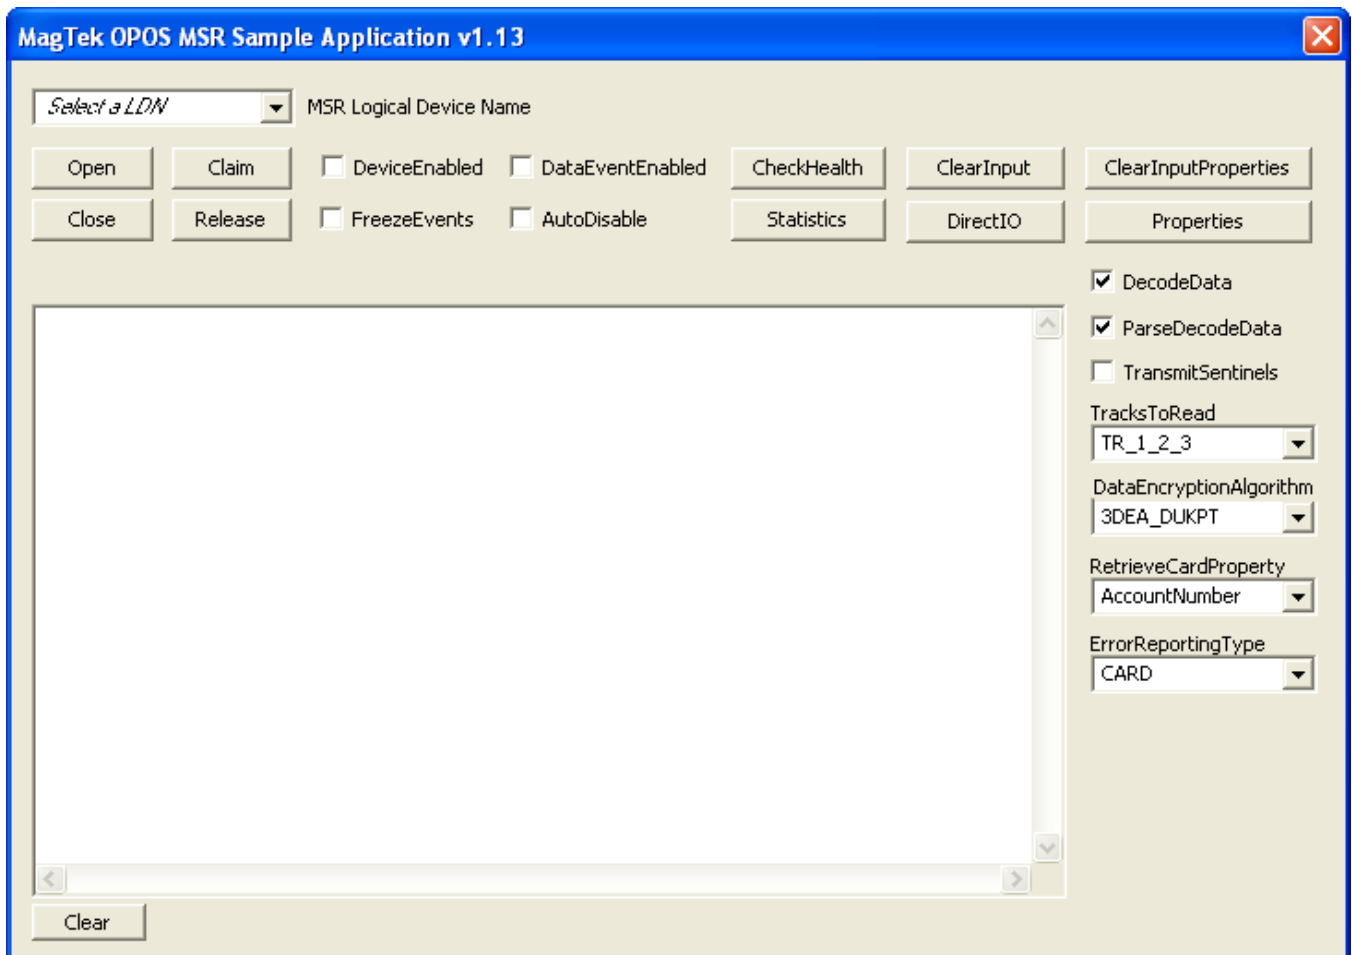 MagTek OPOS MSR Sample Application v1.13
Select a LDN MSR Logical Device Name
Open Claim DeviceEnabled DataEventEnabled CheckHealth ClearInput ClearInputProperties
Close Release FreezeEvents AutoDisable Statistics DirectIO Properties
DecodeData
ParseDecodeData
TransmitSentinels
TracksToRead
TR_1_2_3
DataEncryptionAlgorithm
3DEA_DUKPT
RetrieveCardProperty
AccountNumber
ErrorReportingType
CARD
Clear